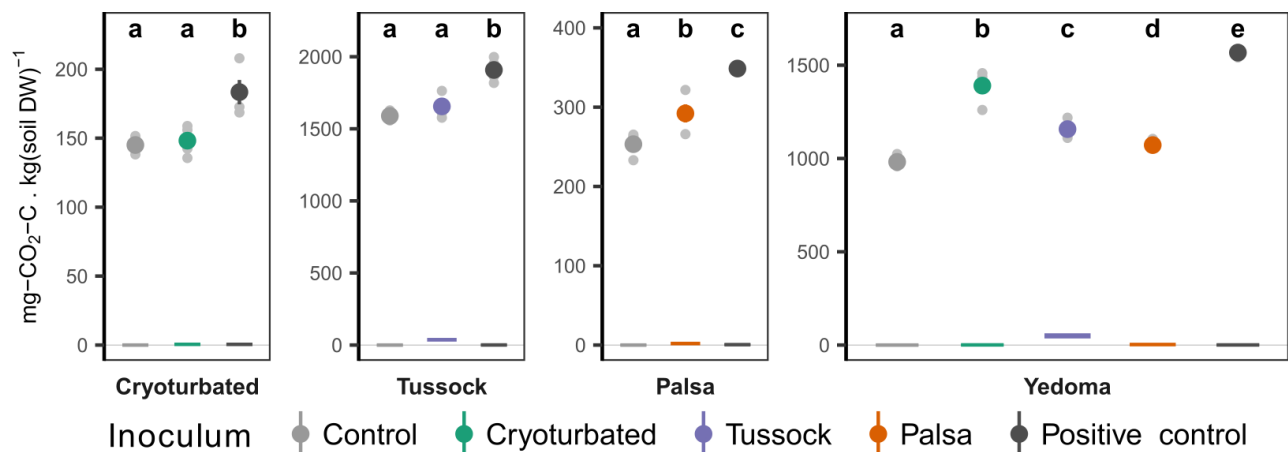 mg−CO₂−C . kg(soil DW)⁻¹
a a b
200
150
100
50
0
Cryoturbated
a a b
2000
1500
1000
500
0
Tussock
a b c
400
300
200
100
0
Palsa
a b c d e
1500
1000
500
0
Yedoma
Inoculum Control Cryoturbated Tussock Palsa Positive control